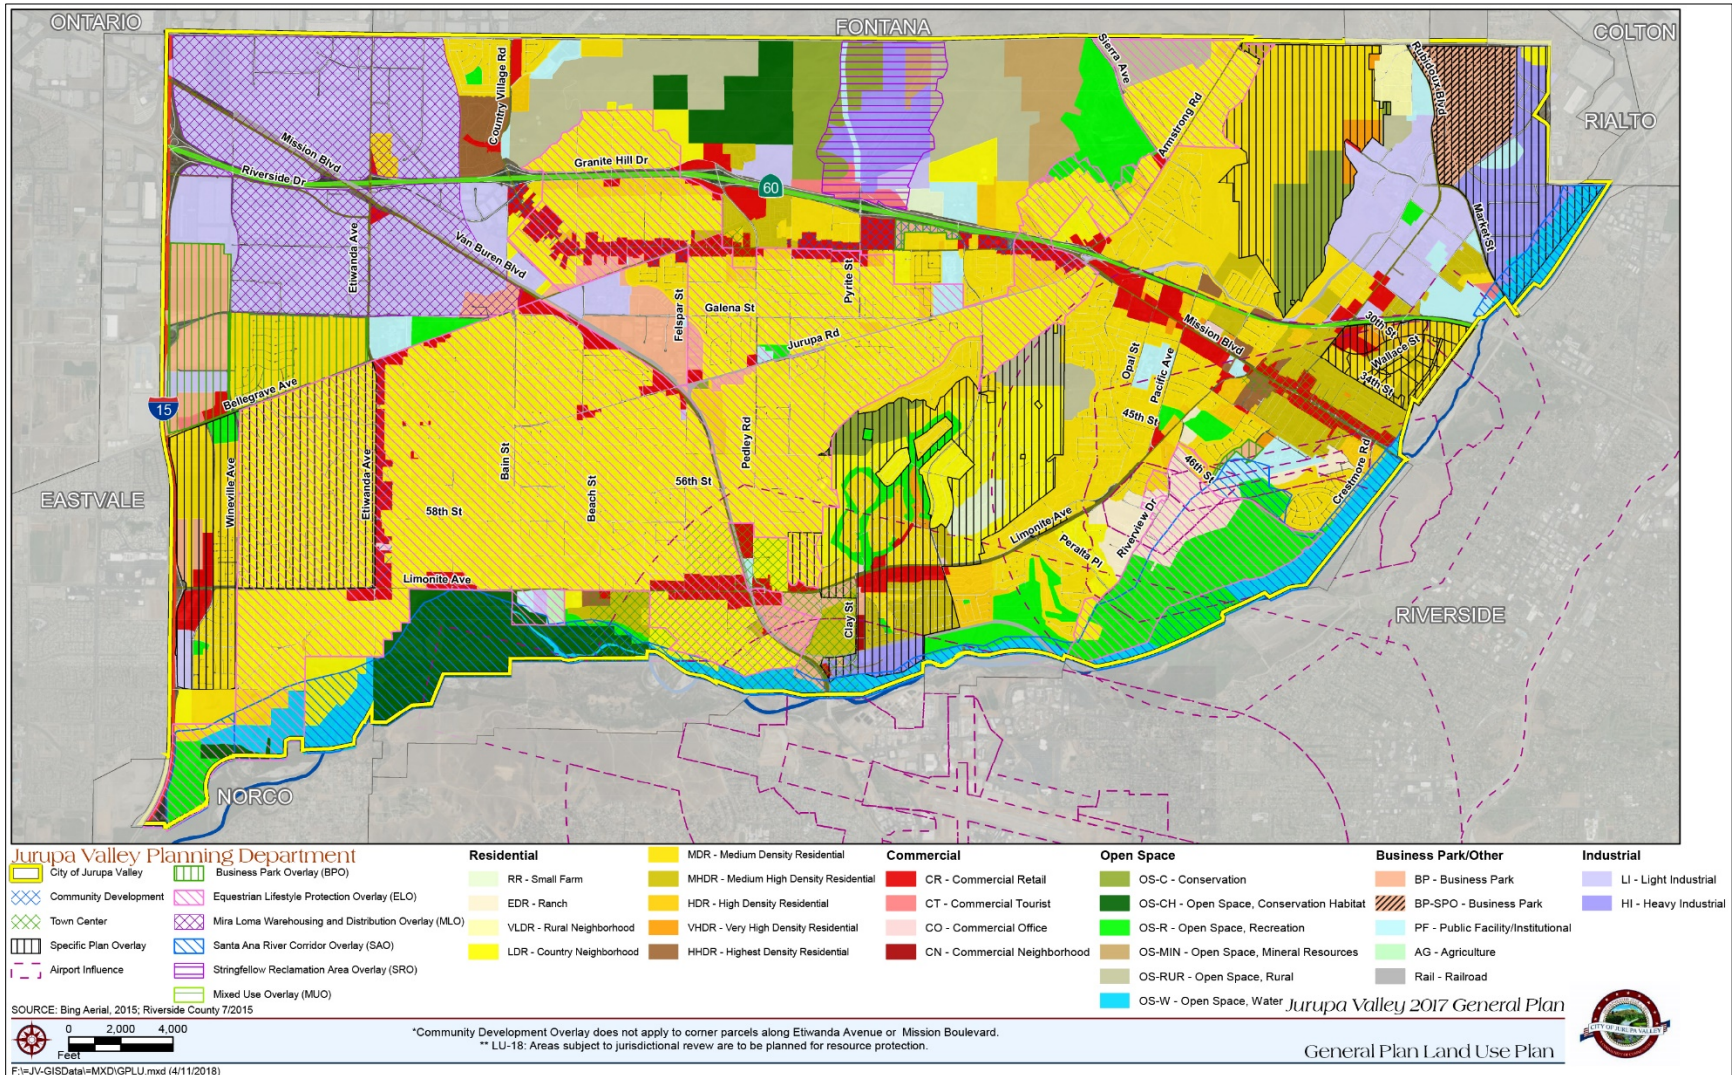 ONTARIO
FONTANA
COLTON
RIALTO
EASTVALE
NORCO
RIVERSIDE
Country Village Rd
Sierra Ave
Rubidoux Blvd
Armstrong Rd
Mission Blvd
Granite Hill Dr
Riverside Dr
60
Market St
Etiwanda Ave
Van Buren Blvd
Pyrite St
Felspar St
Galena St
Jurupa Rd
Mission Blvd
30th St
Wallace St
34th St
Opal St
Pacific Ave
Bellegrave Ave
15
45th St
46th St
Crestmore Rd
Pedley Rd
Wineville Ave
Etiwanda Ave
Bain St
Beach St
56th St
58th St
Limonite Ave
Riverview Dr
Peralta Pl
Limonite Ave
Clay St
Jurupa Valley Planning Department
City of Jurupa Valley
Community Development
Town Center
Specific Plan Overlay
Airport Influence
Business Park Overlay (BPO)
Equestrian Lifestyle Protection Overlay (ELO)
Mira Loma Warehousing and Distribution Overlay (MLO)
Santa Ana River Corridor Overlay (SAO)
Stringfellow Reclamation Area Overlay (SRO)
Mixed Use Overlay (MUO)
Residential
RR - Small Farm
EDR - Ranch
VLDR - Rural Neighborhood
LDR - Country Neighborhood
MDR - Medium Density Residential
MHDR - Medium High Density Residential
HDR - High Density Residential
VHDR - Very High Density Residential
HHDR - Highest Density Residential
Commercial
CR - Commercial Retail
CT - Commercial Tourist
CO - Commercial Office
CN - Commercial Neighborhood
Open Space
OS-C - Conservation
OS-CH - Open Space, Conservation Habitat
OS-R - Open Space, Recreation
OS-MIN - Open Space, Mineral Resources
OS-RUR - Open Space, Rural
OS-W - Open Space, Water
Business Park/Other
BP - Business Park
BP-SPO - Business Park
PF - Public Facility/Institutional
AG - Agriculture
Rail - Railroad
Industrial
LI - Light Industrial
HI - Heavy Industrial
SOURCE: Bing Aerial, 2015; Riverside County 7/2015
0 2,000 4,000
Feet
*Community Development Overlay does not apply to corner parcels along Etiwanda Avenue or Mission Boulevard.
** LU-18: Areas subject to jurisdictional revew are to be planned for resource protection.
Jurupa Valley 2017 General Plan
General Plan Land Use Plan
CITY OF JURUPA VALLEY
F:\=JV-GISData\=MXD\GPLU.mxd (4/11/2018)